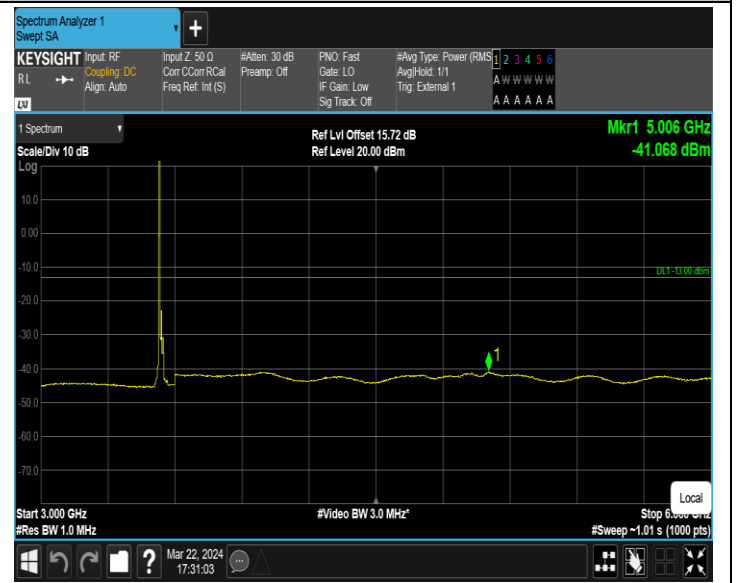 Spectrum Analyzer 1
Swept SA
+
KEYSIGHT Input: RF Input Z: 50 Ω #Atten: 30 dB PNO: Fast #Avg Type: Power (RMS 1 2 3 4 5 6
RL Coupling: DC Corr CCorr RCal Preamp: Off Gate: LO Avg|Hold: 1/1 A W W W W W
Align: Auto Freq Ref: Int (S) IF Gain: Low Trig: External 1
LXI Sig Track: Off A A A A A A
1 Spectrum Ref Lvl Offset 15.72 dB Mkr1 5.006 GHz
Scale/Div 10 dB Ref Level 20.00 dBm -41.068 dBm
Log
10.0
0.00
-10.0
DL1 -13.00 dBm
-20.0
-30.0
1
-40.0
-50.0
-60.0
-70.0
Local
Start 3.000 GHz #Video BW 3.0 MHz* Stop 6.000 GHz
#Res BW 1.0 MHz #Sweep ~1.01 s (1000 pts)
? Mar 22, 2024
17:31:03